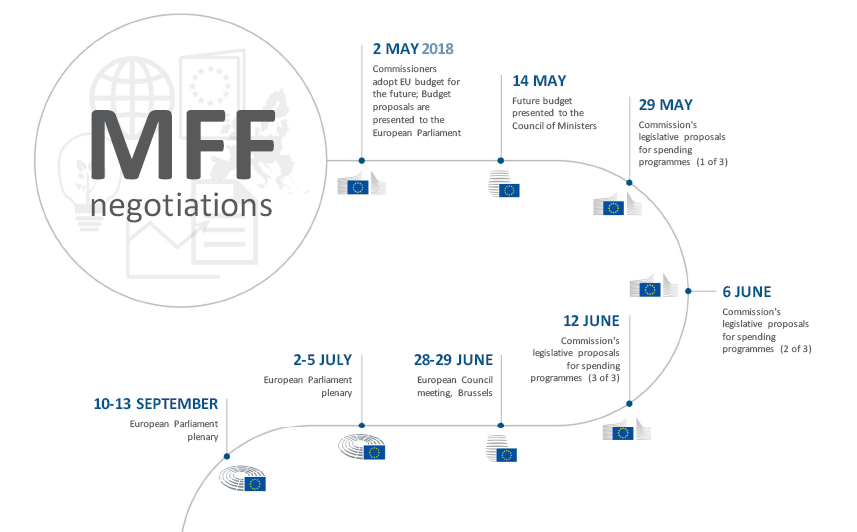 MFF
negotiations
2 MAY 2018
Commissioners
adopt EU budget for
the future; Budget
proposals are
presented to the
European Parliament
14 MAY
Future budget
presented to the
Council of Ministers
29 MAY
Commission's
legislative proposals
for spending
programmes (1 of 3)
6 JUNE
Commission's
legislative proposals
for spending
programmes (2 of 3)
12 JUNE
Commission's
legislative proposals
for spending
programmes (3 of 3)
28-29 JUNE
European Council
meeting, Brussels
2-5 JULY
European Parliament
plenary
10-13 SEPTEMBER
European Parliament
plenary